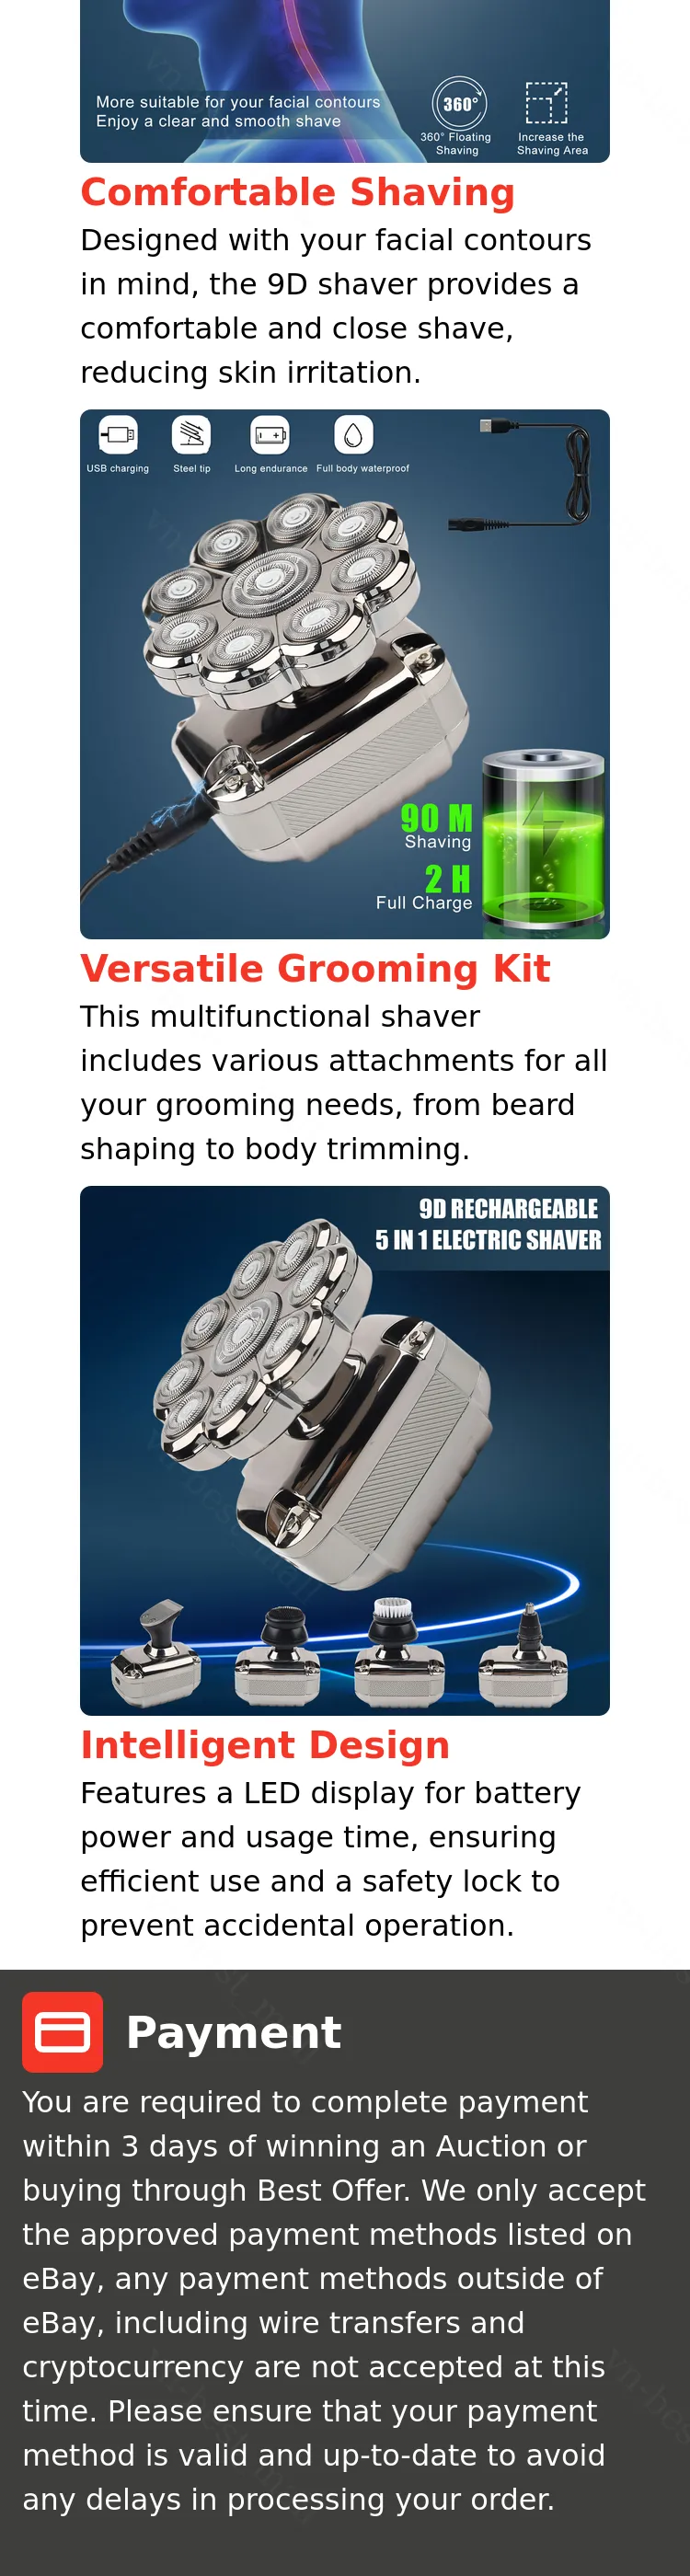 More suitable for your facial contours
Enjoy a clear and smooth shave
360°
360° Floating
Shaving
Increase the
Shaving Area
Comfortable Shaving
Designed with your facial contours
in mind, the 9D shaver provides a
comfortable and close shave,
reducing skin irritation.
USB charging
Steel tip
Long endurance
Full body waterproof
90 M
Shaving
2 H
Full Charge
Versatile Grooming Kit
This multifunctional shaver
includes various attachments for all
your grooming needs, from beard
shaping to body trimming.
9D RECHARGEABLE
5 IN 1 ELECTRIC SHAVER
Intelligent Design
Features a LED display for battery
power and usage time, ensuring
efficient use and a safety lock to
prevent accidental operation.
Payment
You are required to complete payment
within 3 days of winning an Auction or
buying through Best Offer. We only accept
the approved payment methods listed on
eBay, any payment methods outside of
eBay, including wire transfers and
cryptocurrency are not accepted at this
time. Please ensure that your payment
method is valid and up-to-date to avoid
any delays in processing your order.